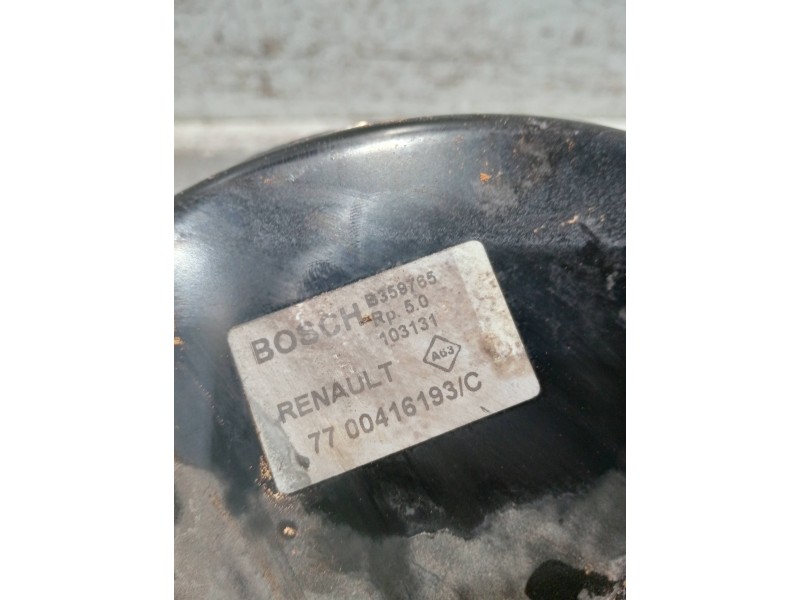 BOSCH
B359765
Rp. 5.0
103131
RENAULT
A63
77 00416193/C